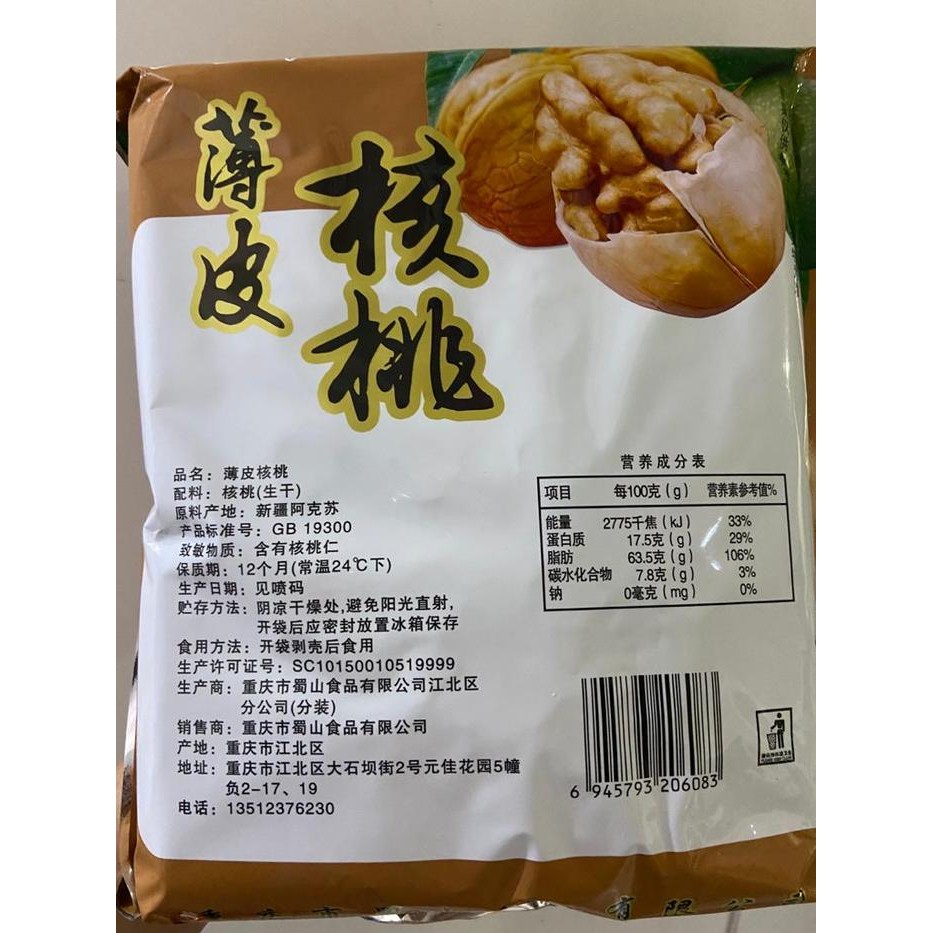 薄皮
核桃
品名：薄皮核桃
配料：核桃(生干)
原料产地：新疆阿克苏
产品标准号：GB 19300
致敏物质：含有核桃仁
保质期：12个月(常温24℃下)
生产日期：见喷码
贮存方法：阴凉干燥处,避免阳光直射,
开袋后应密封放置冰箱保存
食用方法：开袋剥壳后食用
生产许可证号：SC10150010519999
生产商：重庆市蜀山食品有限公司江北区
分公司(分装)
销售商：重庆市蜀山食品有限公司
产地：重庆市江北区
地址：重庆市江北区大石坝街2号元佳花园5幢
负2-17、19
电话：13512376230
营养成分表
项目 每100克(g) 营养素参考值%
能量 2775千焦(kJ) 33%
蛋白质 17.5克(g) 29%
脂肪 63.5克(g) 106%
碳水化合物 7.8克(g) 3%
钠 0毫克(mg) 0%
6 945793 206083
有限公